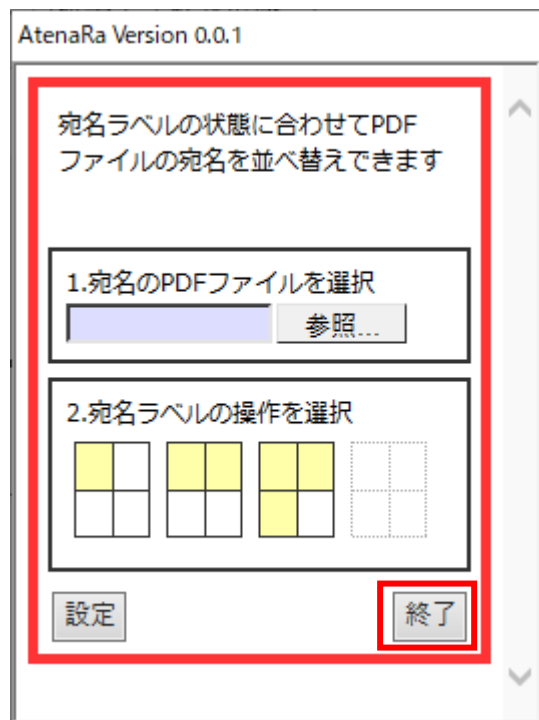 AtenaRa Version 0.0.1
宛名ラベルの状態に合わせてPDF
ファイルの宛名を並べ替えできます
1.宛名のPDFファイルを選択
参照...
2.宛名ラベルの操作を選択
設定
終了